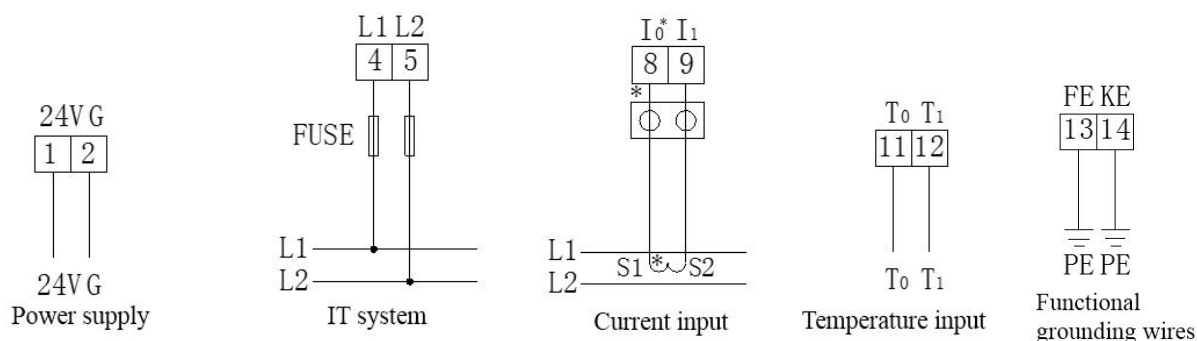 24V G
1 2
24V G
Power supply
L1 L2
4 5
FUSE
L1
L2
IT system
I0* I1
8 9
*
L1
S1 * S2
L2
Current input
T0 T1
11 12
T0 T1
Temperature input
FE KE
13 14
PE PE
Functional
grounding wires